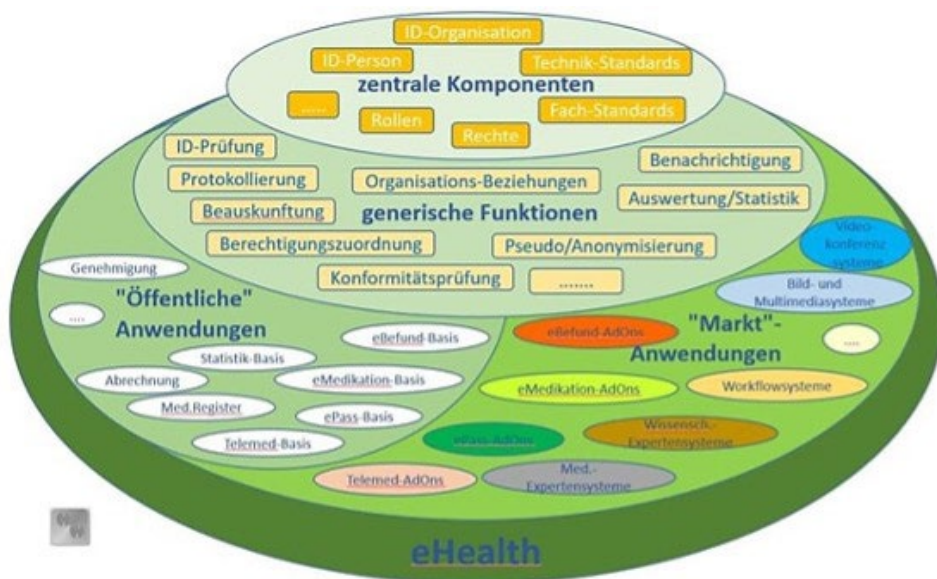 ID-Organisation
ID-Person
Technik-Standards
zentrale Komponenten
.....
Rollen
Fach-Standards
Rechte
ID-Prüfung
Benachrichtigung
Protokollierung
Organisations-Beziehungen
Auswertung/Statistik
Beauskunftung
generische Funktionen
Berechtigungszuordnung
Pseudo/Anonymisierung
Konformitätsprüfung
.......
Video-
konferenz
systeme
Genehmigung
Bild- und
Multimediasysteme
"Öffentliche"
Anwendungen
....
"Markt"-
Anwendungen
....
eBefund-Basis
eBefund-AdOns
Statistik-Basis
Abrechnung
eMedikation-Basis
eMedikation-AdOns
Workflowsysteme
Med.Register
ePass-Basis
Telemed-Basis
ePass-AdOns
Wissensch.-
Expertensysteme
Telemed-AdOns
Med.-
Expertensysteme
eHealth